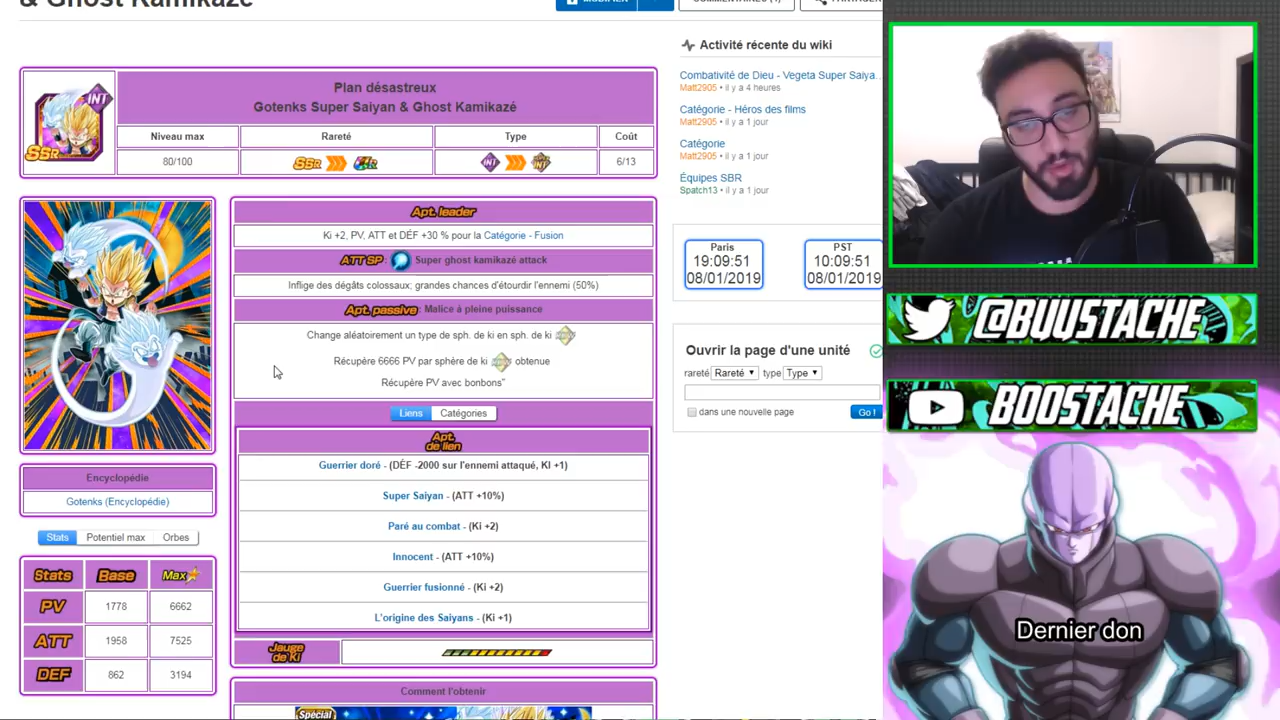 & Ghost Kamikaze
MODIFIER
COMMENTAIRES (1)
Activité récente du wiki
Combativité de Dieu - Vegeta Super Saiya...
Matt2905 • il y a 4 heures
Catégorie - Héros des films
Matt2905 • il y a 1 jour
Catégorie
Matt2905 • il y a 1 jour
Équipes SBR
Spatch13 • il y a 1 jour
Plan désastreux
Gotenks Super Saiyan & Ghost Kamikazé
INT
SSR
Niveau max Rareté Type Coût
80/100 SSR UR INT INT 6/13
Apt. leader
Ki +2, PV, ATT et DÉF +30 % pour la Catégorie - Fusion
ATT SP : Super ghost kamikazé attack
Inflige des dégâts colossaux; grandes chances d'étourdir l'ennemi (50%)
Apt. passive : Malice à pleine puissance
Change aléatoirement un type de sph. de ki en sph. de ki
Récupère 6666 PV par sphère de ki obtenue
Récupère PV avec bonbons"
Liens Catégories
Apt. de lien
Guerrier doré - (DÉF -2000 sur l'ennemi attaqué, KI +1)
Super Saiyan - (ATT +10%)
Paré au combat - (Ki +2)
Innocent - (ATT +10%)
Guerrier fusionné - (Ki +2)
L'origine des Saiyans - (Ki +1)
Jauge de Ki
Comment l'obtenir
Spécial
Encyclopédie
Gotenks (Encyclopédie)
Stats Potentiel max Orbes
Stats Base Max
PV 1778 6662
ATT 1958 7525
DEF 862 3194
Paris
19:09:51
08/01/2019
PST
10:09:51
08/01/2019
Ouvrir la page d'une unité
rareté Rareté type Type
dans une nouvelle page Go !
@BUUSTACHE
BOOSTACHE
Dernier don